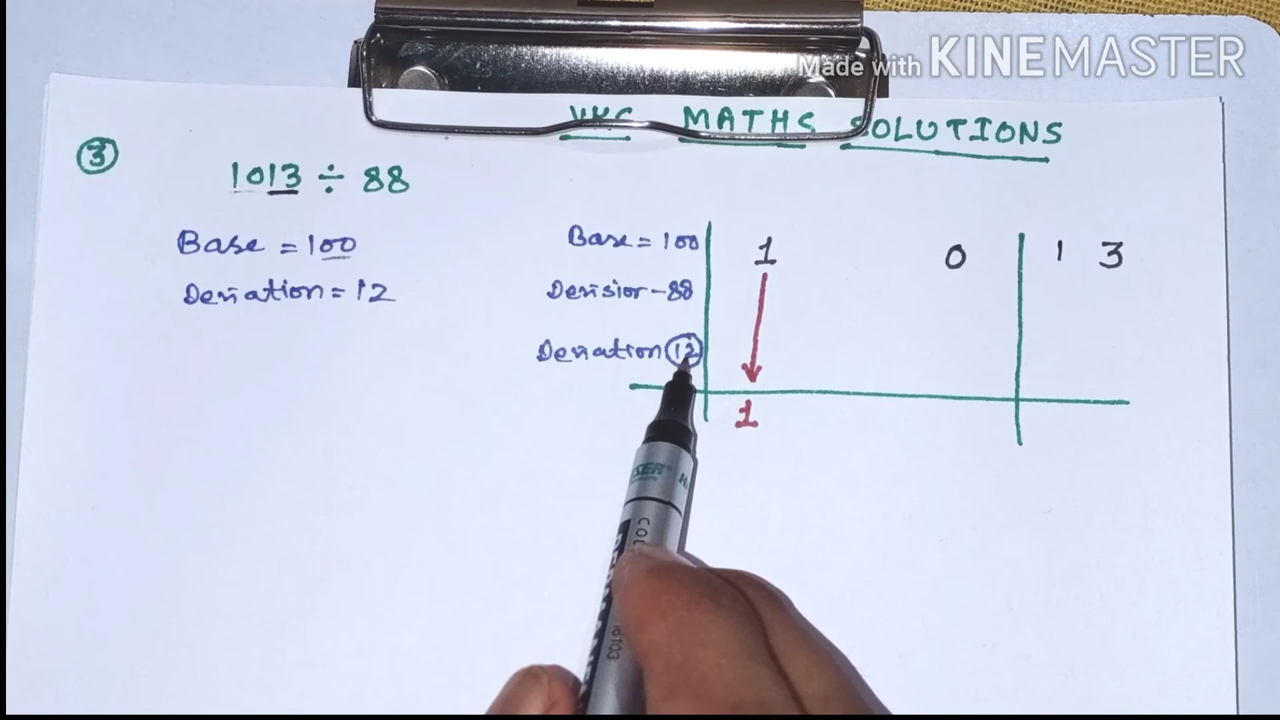 Made with KINEMASTER
VKC MATHS SOLUTIONS
③
1013 ÷ 88
Base = 100
Deviation = 12
Base = 100
Devisior - 88
Deviation 12
1 0 1 3
1